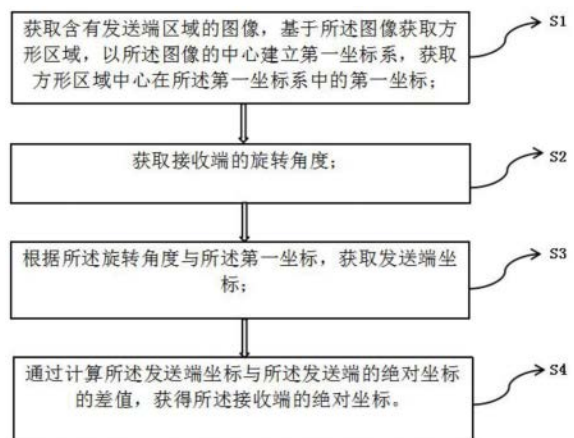 获取含有发送端区域的图像，基于所述图像获取方
形区域，以所述图像的中心建立第一坐标系，获取
方形区域中心在所述第一坐标系中的第一坐标；
S1
获取接收端的旋转角度；
S2
根据所述旋转角度与所述第一坐标，获取发送端坐
标；
S3
通过计算所述发送端坐标与所述发送端的绝对坐标
的差值，获得所述接收端的绝对坐标。
S4